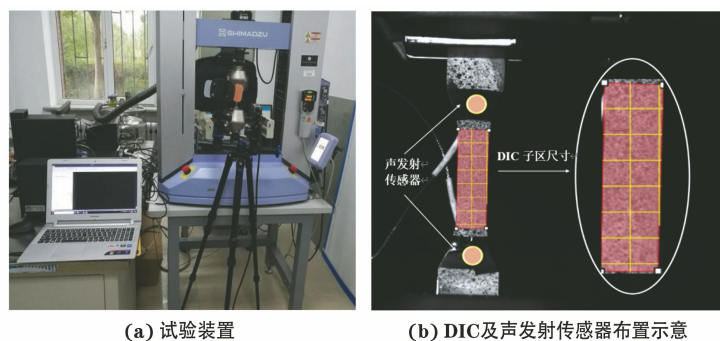 SHIMADZU
声发射
传感器
DIC 子区尺寸
(a) 试验装置
(b) DIC及声发射传感器布置示意